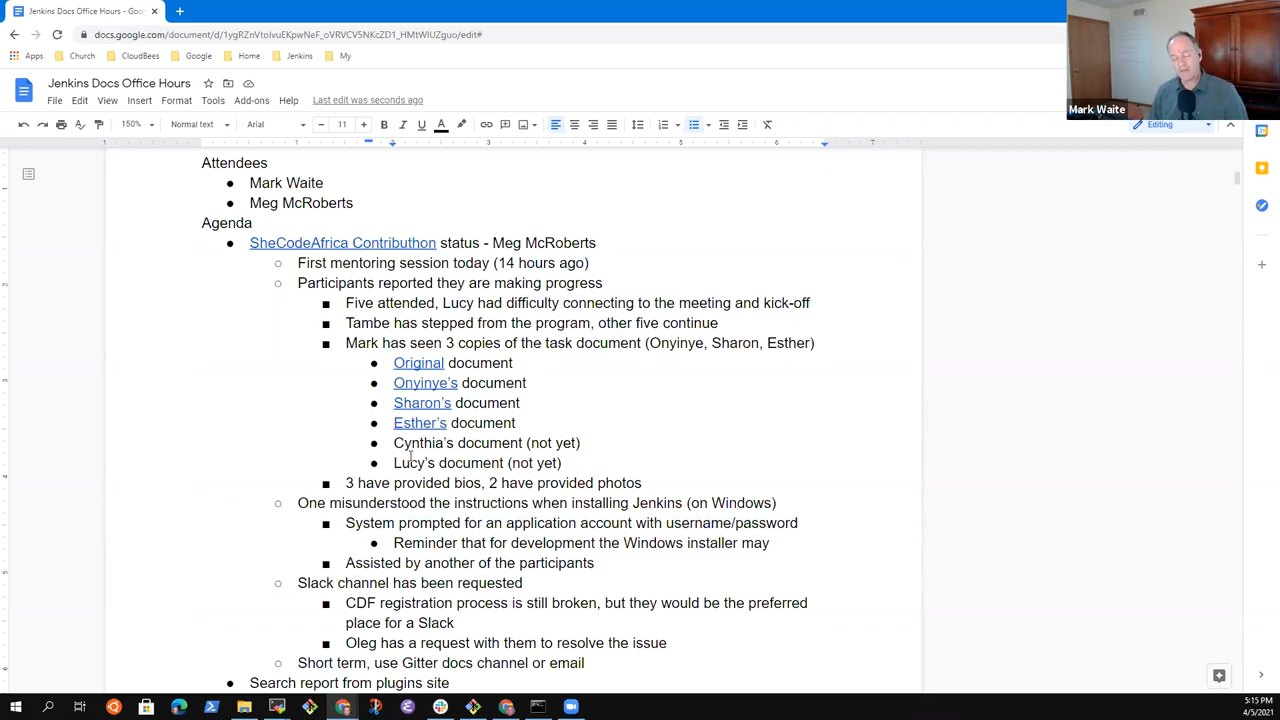 Jenkins Docs Office Hours - Goo
docs.google.com/document/d/1ygRZnVtoIvuEKpwNeF_oVRVCV5NKcZD1_HMtWIUZguo/edit#
Apps Church CloudBees Google Home Jenkins My
Mark Waite
Jenkins Docs Office Hours
File Edit View Insert Format Tools Add-ons Help Last edit was seconds ago
150% Normal text Arial 11 Editing
Attendees
● Mark Waite
● Meg McRoberts
Agenda
● SheCodeAfrica Contributhon status - Meg McRoberts
○ First mentoring session today (14 hours ago)
○ Participants reported they are making progress
■ Five attended, Lucy had difficulty connecting to the meeting and kick-off
■ Tambe has stepped from the program, other five continue
■ Mark has seen 3 copies of the task document (Onyinye, Sharon, Esther)
● Original document
● Onyinye's document
● Sharon's document
● Esther's document
● Cynthia's document (not yet)
● Lucy's document (not yet)
■ 3 have provided bios, 2 have provided photos
○ One misunderstood the instructions when installing Jenkins (on Windows)
■ System prompted for an application account with username/password
● Reminder that for development the Windows installer may
■ Assisted by another of the participants
○ Slack channel has been requested
■ CDF registration process is still broken, but they would be the preferred
place for a Slack
■ Oleg has a request with them to resolve the issue
○ Short term, use Gitter docs channel or email
● Search report from plugins site
5:15 PM
4/5/2021